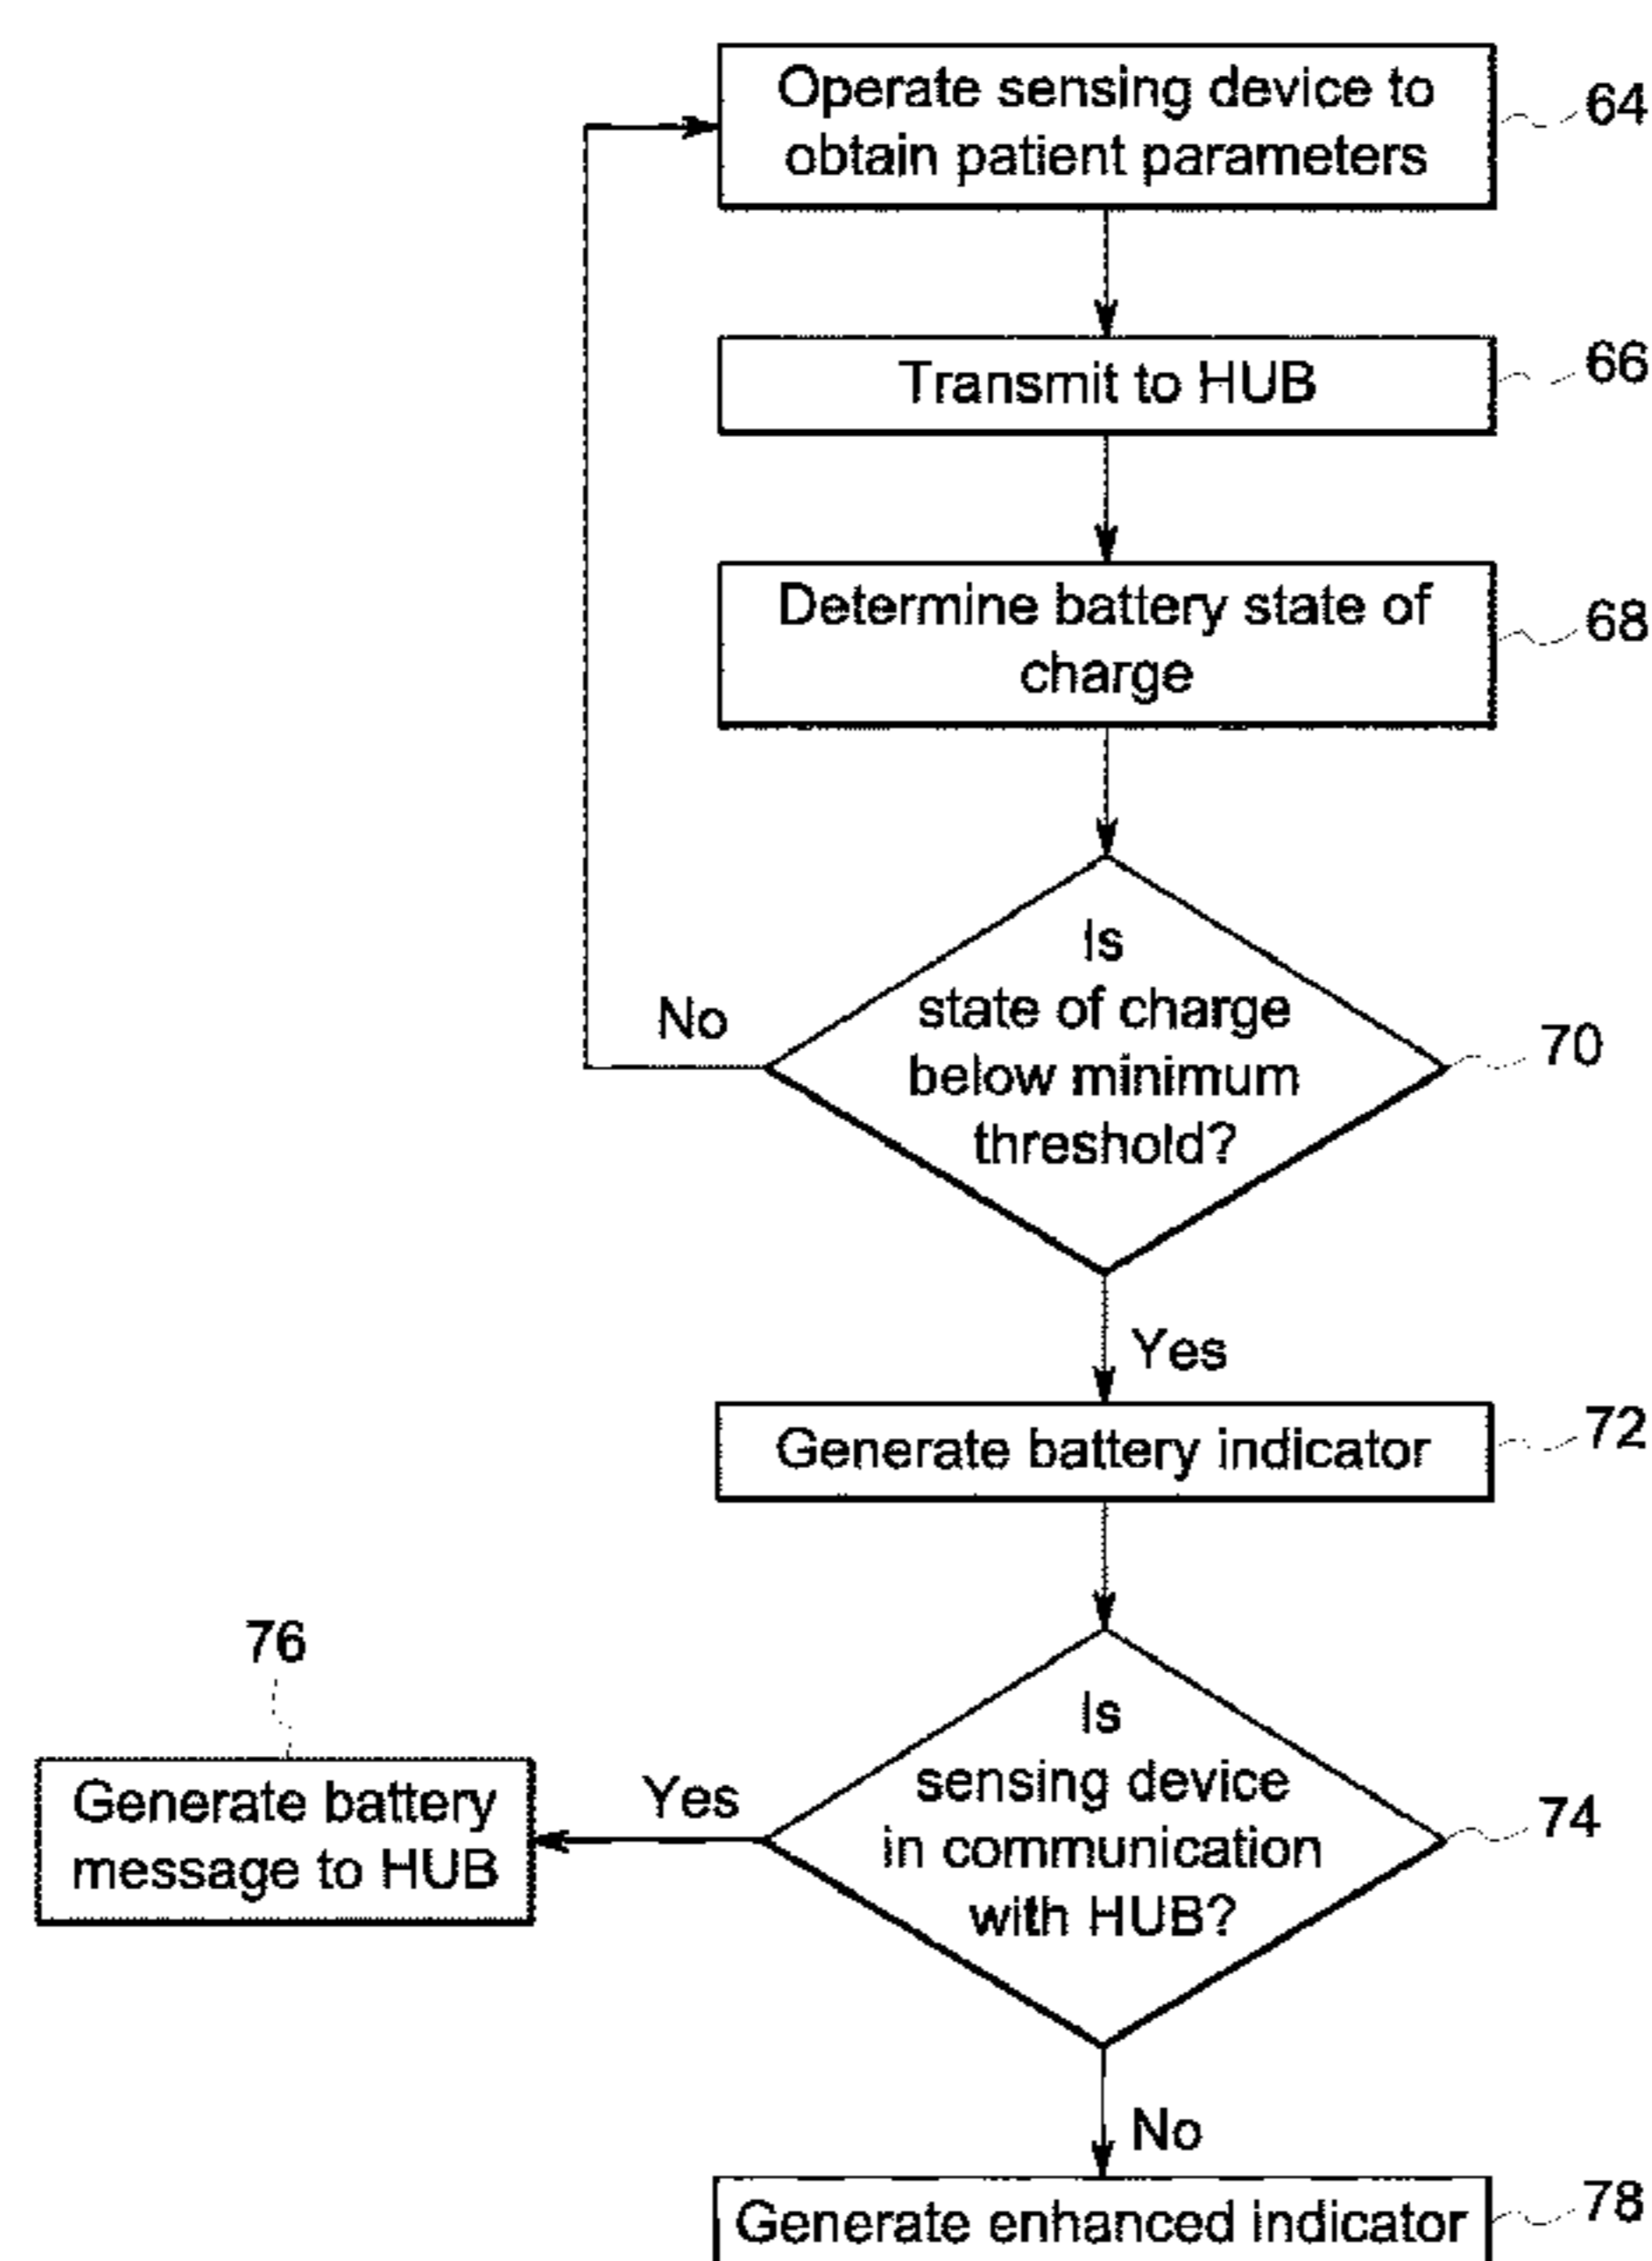 Operate sensing device to
obtain patient parameters
64
Transmit to HUB
66
Determine battery state of
charge
68
Is
state of charge
below minimum
threshold?
70
No
Yes
Generate battery indicator
72
Is
sensing device
in communication
with HUB?
74
Yes
76
Generate battery
message to HUB
No
Generate enhanced indicator
78